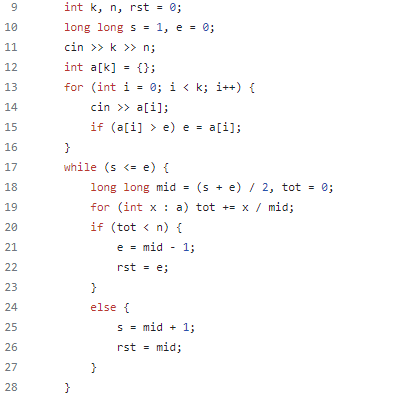 9 int k, n, rst = 0;
10 long long s = 1, e = 0;
11 cin >> k >> n;
12 int a[k] = {};
13 for (int i = 0; i < k; i++) {
14 cin >> a[i];
15 if (a[i] > e) e = a[i];
16 }
17 while (s <= e) {
18 long long mid = (s + e) / 2, tot = 0;
19 for (int x : a) tot += x / mid;
20 if (tot < n) {
21 e = mid - 1;
22 rst = e;
23 }
24 else {
25 s = mid + 1;
26 rst = mid;
27 }
28 }